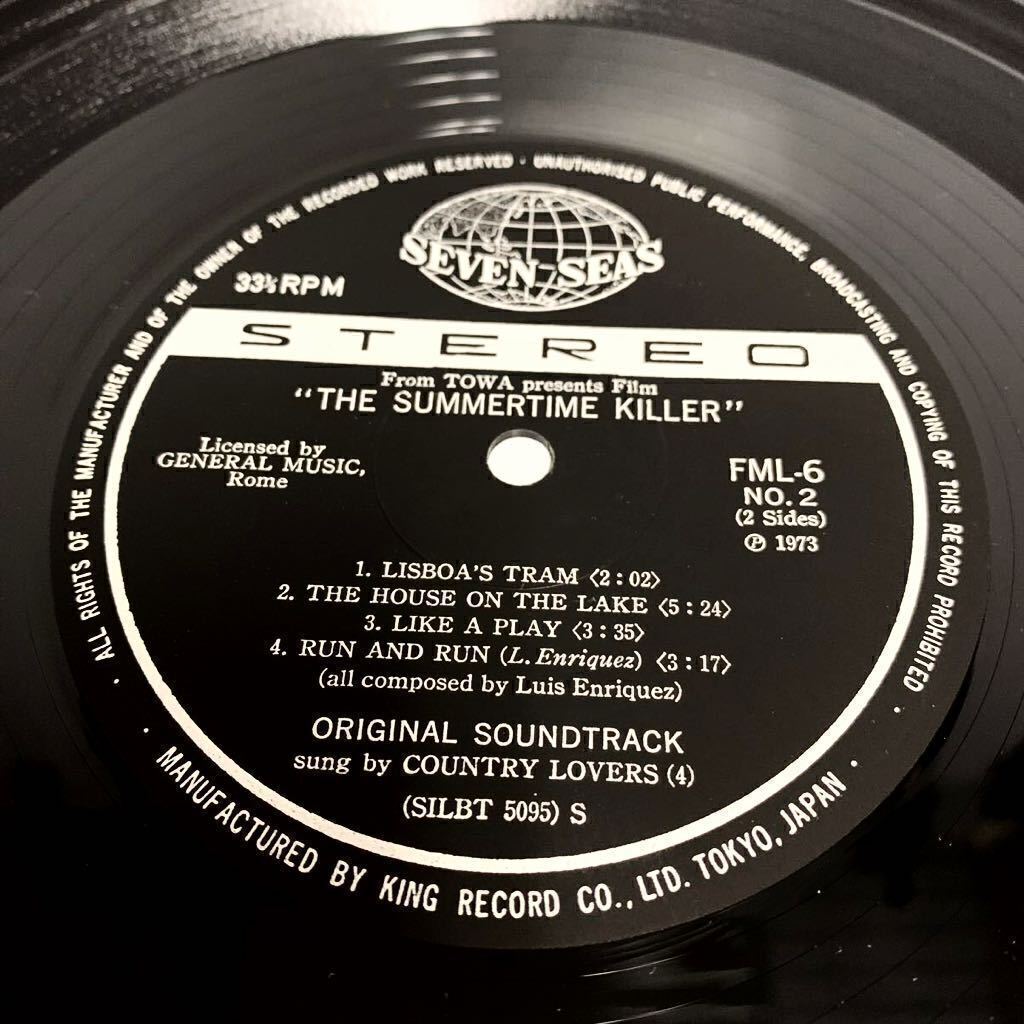 ALL RIGHTS OF THE MANUFACTURER AND OF THE OWNER OF THE RECORDED WORK RESERVED · UNAUTHORISED PUBLIC PERFORMANCE, BROADCASTING AND COPYING OF THIS RECORD PROHIBITED ·
SEVEN SEAS
33⅓ RPM
STEREO
From TOWA presents Film
"THE SUMMERTIME KILLER"
Licensed by
GENERAL MUSIC,
Rome
FML-6
NO. 2
(2 Sides)
℗ 1973
1. LISBOA'S TRAM 〈2 : 02〉
2. THE HOUSE ON THE LAKE 〈5 : 24〉
3. LIKE A PLAY 〈3 : 35〉
4. RUN AND RUN (L. Enriquez) 〈3 : 17〉
(all composed by Luis Enriquez)
ORIGINAL SOUNDTRACK
sung by COUNTRY LOVERS (4)
(SILBT 5095) S
· MANUFACTURED BY KING RECORD CO., LTD. TOKYO, JAPAN ·